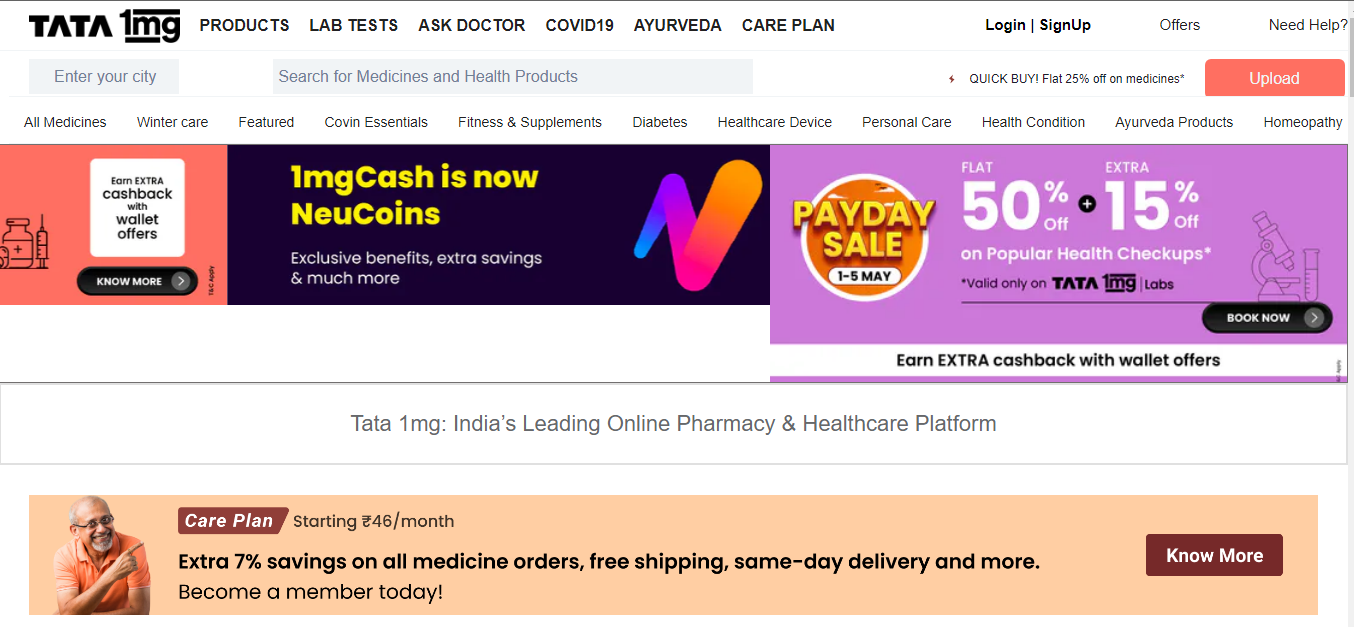 TATA 1mg PRODUCTS LAB TESTS ASK DOCTOR COVID19 AYURVEDA CARE PLAN Login | SignUp Offers Need Help?
Enter your city Search for Medicines and Health Products QUICK BUY! Flat 25% off on medicines* Upload
All Medicines Winter care Featured Covin Essentials Fitness & Supplements Diabetes Healthcare Device Personal Care Health Condition Ayurveda Products Homeopathy
Earn EXTRA
cashback
with
wallet
offers
KNOW MORE
T&C Apply
1mgCash is now
NeuCoins
Exclusive benefits, extra savings
& much more
PAYDAY
SALE
1-5 MAY
FLAT EXTRA
50% Off + 15% Off
on Popular Health Checkups*
*Valid only on TATA 1mg | Labs
BOOK NOW
Earn EXTRA cashback with wallet offers
T&C Apply
Tata 1mg: India’s Leading Online Pharmacy & Healthcare Platform
Care Plan Starting ₹46/month
Extra 7% savings on all medicine orders, free shipping, same-day delivery and more.
Become a member today!
Know More